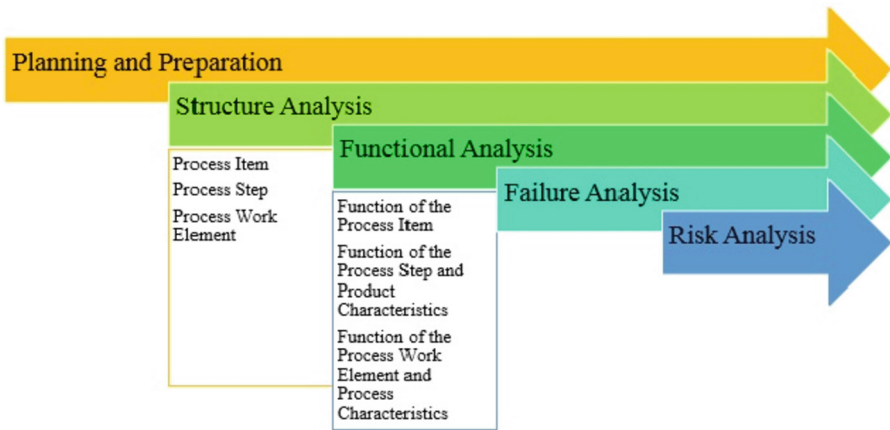 Planning and Preparation
Structure Analysis
Process Item
Process Step
Process Work
Element
Functional Analysis
Function of the
Process Item
Function of the
Process Step and
Product
Characteristics
Function of the
Process Work
Element and
Process
Characteristics
Failure Analysis
Risk Analysis